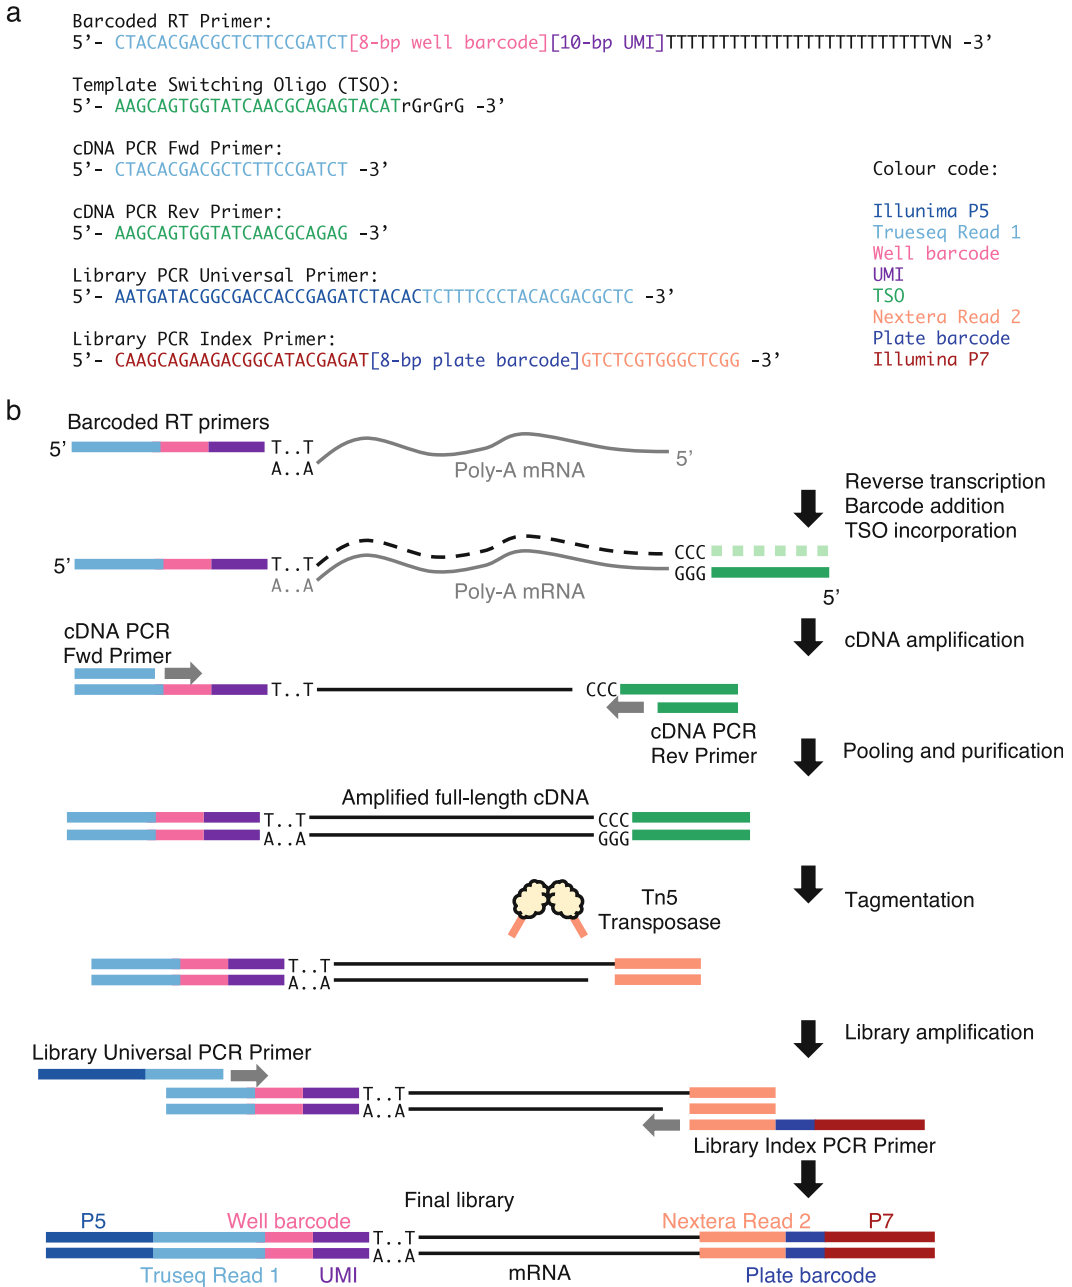 a
Barcoded RT Primer:
5’- CTACACGACGCTCTTCCGATCT[8-bp well barcode][10-bp UMI]TTTTTTTTTTTTTTTTTTTTTTTTTVN -3’
Template Switching Oligo (TSO):
5’- AAGCAGTGGTATCAACGCAGAGTACATrGrGrG -3’
cDNA PCR Fwd Primer:
5’- CTACACGACGCTCTTCCGATCT -3’
cDNA PCR Rev Primer:
5’- AAGCAGTGGTATCAACGCAGAG -3’
Library PCR Universal Primer:
5’- AATGATACGGCGACCACCGAGATCTACACTCTTTCCCTACACGACGCTC -3’
Library PCR Index Primer:
5’- CAAGCAGAAGACGGCATACGAGAT[8-bp plate barcode]GTCTCGTGGGCTCGG -3’
Colour code:
Illunima P5
Trueseq Read 1
Well barcode
UMI
TSO
Nextera Read 2
Plate barcode
Illumina P7
b
Barcoded RT primers
5’ T..T
A..A Poly-A mRNA 5’
Reverse transcription
Barcode addition
TSO incorporation
5’ T..T CCC
A..A Poly-A mRNA GGG
5’
cDNA amplification
cDNA PCR
Fwd Primer
T..T CCC
cDNA PCR
Rev Primer
Pooling and purification
Amplified full-length cDNA
T..T CCC
A..A GGG
Tagmentation
Tn5
Transposase
T..T
A..A
Library amplification
Library Universal PCR Primer
T..T
A..A
Library Index PCR Primer
Final library
P5 Well barcode Nextera Read 2 P7
T..T
A..A
Truseq Read 1 UMI mRNA Plate barcode